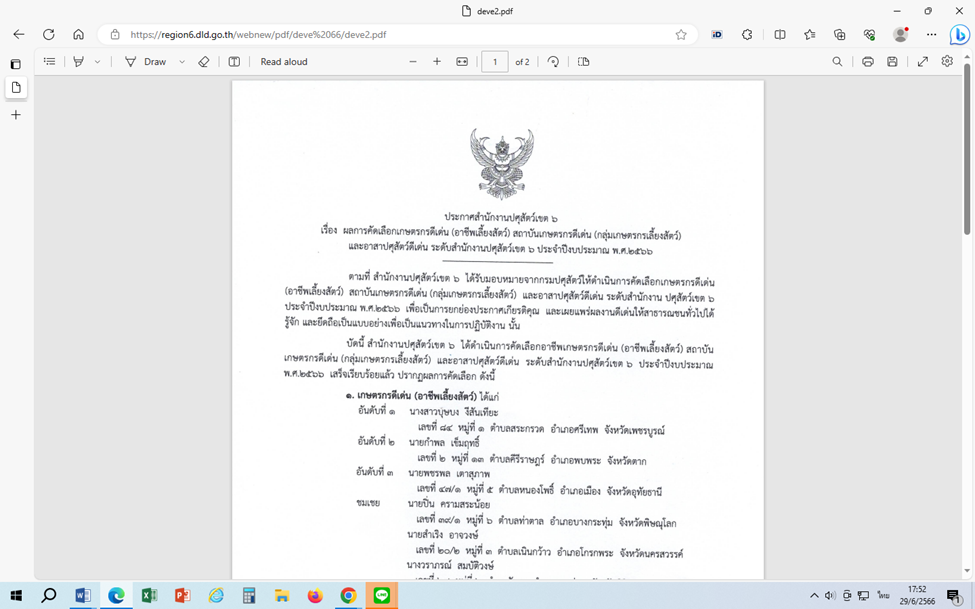 deve2.pdf
https://region6.dld.go.th/webnew/pdf/deve%2066/deve2.pdf
Draw
Read aloud
1 of 2
ประกาศสำนักงานปศุสัตว์เขต ๖
เรื่อง ผลการคัดเลือกเกษตรกรดีเด่น (อาชีพเลี้ยงสัตว์) สถาบันเกษตรกรดีเด่น (กลุ่มเกษตรกรเลี้ยงสัตว์)
และอาสาปศุสัตว์ดีเด่น ระดับสำนักงานปศุสัตว์เขต ๖ ประจำปีงบประมาณ พ.ศ.๒๕๖๖
ตามที่ สำนักงานปศุสัตว์เขต ๖ ได้รับมอบหมายจากกรมปศุสัตว์ให้ดำเนินการคัดเลือกเกษตรกรดีเด่น
(อาชีพเลี้ยงสัตว์) สถาบันเกษตรกรดีเด่น (กลุ่มเกษตรกรเลี้ยงสัตว์) และอาสาปศุสัตว์ดีเด่น ระดับสำนักงาน ปศุสัตว์เขต ๖
ประจำปีงบประมาณ พ.ศ.๒๕๖๖ เพื่อเป็นการยกย่องประกาศเกียรติคุณ และเผยแพร่ผลงานดีเด่นให้สาธารณชนทั่วไปได้
รู้จัก และยึดถือเป็นแบบอย่างเพื่อเป็นแนวทางในการปฏิบัติงาน นั้น
บัดนี้ สำนักงานปศุสัตว์เขต ๖ ได้ดำเนินการคัดเลือกอาชีพเกษตรกรดีเด่น (อาชีพเลี้ยงสัตว์) สถาบัน
เกษตรกรดีเด่น (กลุ่มเกษตรกรเลี้ยงสัตว์) และอาสาปศุสัตว์ดีเด่น ระดับสำนักงานปศุสัตว์เขต ๖ ประจำปีงบประมาณ
พ.ศ.๒๕๖๖ เสร็จเรียบร้อยแล้ว ปรากฏผลการคัดเลือก ดังนี้
๑. เกษตรกรดีเด่น (อาชีพเลี้ยงสัตว์) ได้แก่
อันดับที่ ๑ นางสาวบุษบง งีสันเทียะ
เลขที่ ๘๔ หมู่ที่ ๑ ตำบลสระกรวด อำเภอศรีเทพ จังหวัดเพชรบูรณ์
อันดับที่ ๒ นายกำพล เข็มฤทธิ์
เลขที่ ๒ หมู่ที่ ๑๓ ตำบลคีรีราษฎร์ อำเภอพบพระ จังหวัดตาก
อันดับที่ ๓ นายพชรพล เตาสุภาพ
เลขที่ ๔๗/๑ หมู่ที่ ๕ ตำบลหนองไผ่ อำเภอเมือง จังหวัดอุทัยธานี
ชมเชย นายปิ่น ครามสระน้อย
เลขที่ ๓๙/๑ หมู่ที่ ๖ ตำบลท่าตาล อำเภอบางกระทุ่ม จังหวัดพิษณุโลก
นายสำเริง อาจวงษ์
เลขที่ ๒๐/๒ หมู่ที่ ๓ ตำบลเนินกว้าว อำเภอโกรกพระ จังหวัดนครสวรรค์
นางวราภรณ์ สมบัติวงษ์
ไทย
17:52
29/6/2566